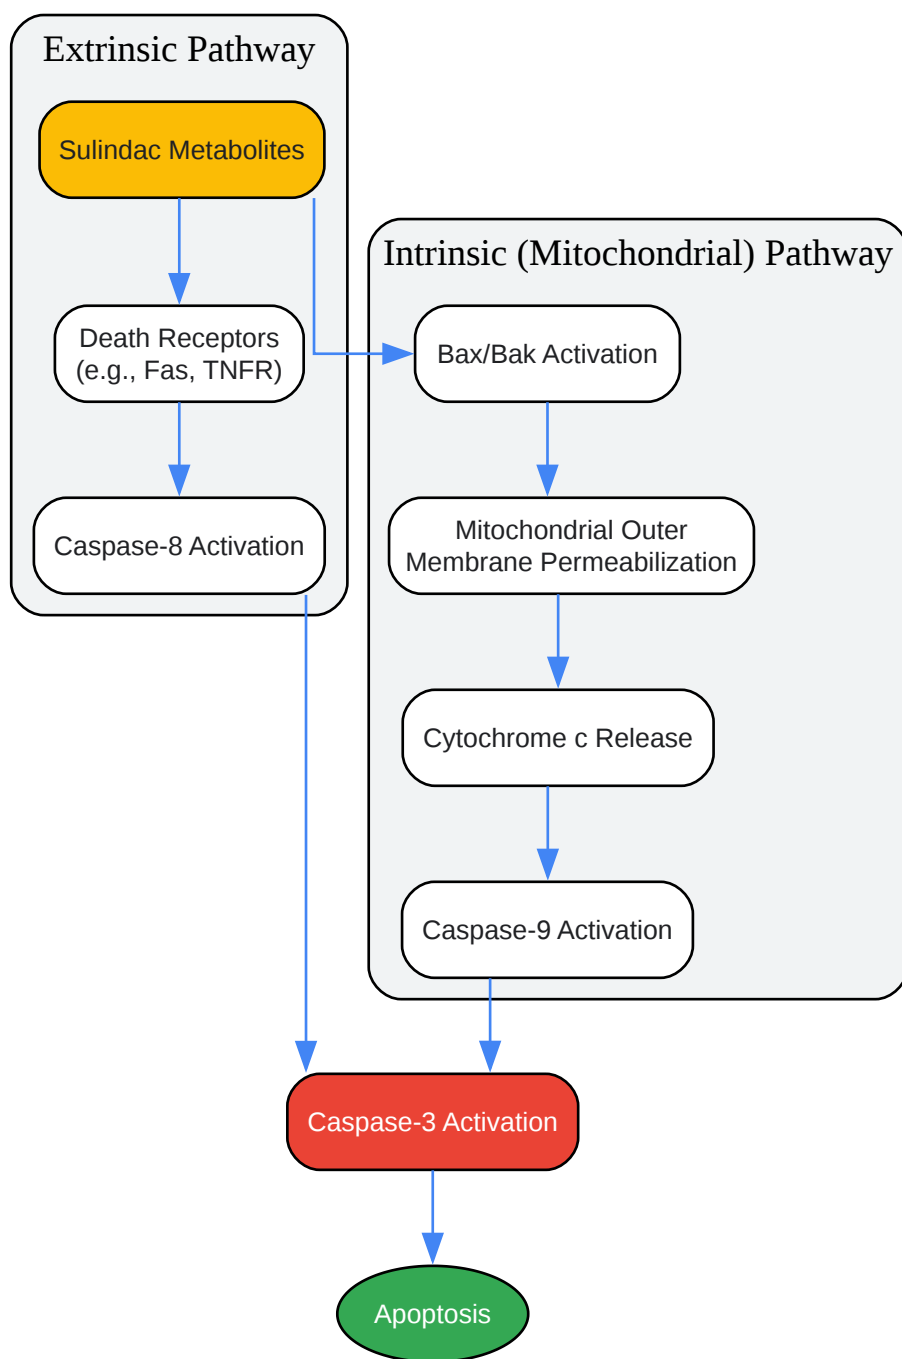 Extrinsic Pathway
Sulindac Metabolites
Death Receptors
(e.g., Fas, TNFR)
Caspase-8 Activation
Intrinsic (Mitochondrial) Pathway
Bax/Bak Activation
Mitochondrial Outer
Membrane Permeabilization
Cytochrome c Release
Caspase-9 Activation
Caspase-3 Activation
Apoptosis